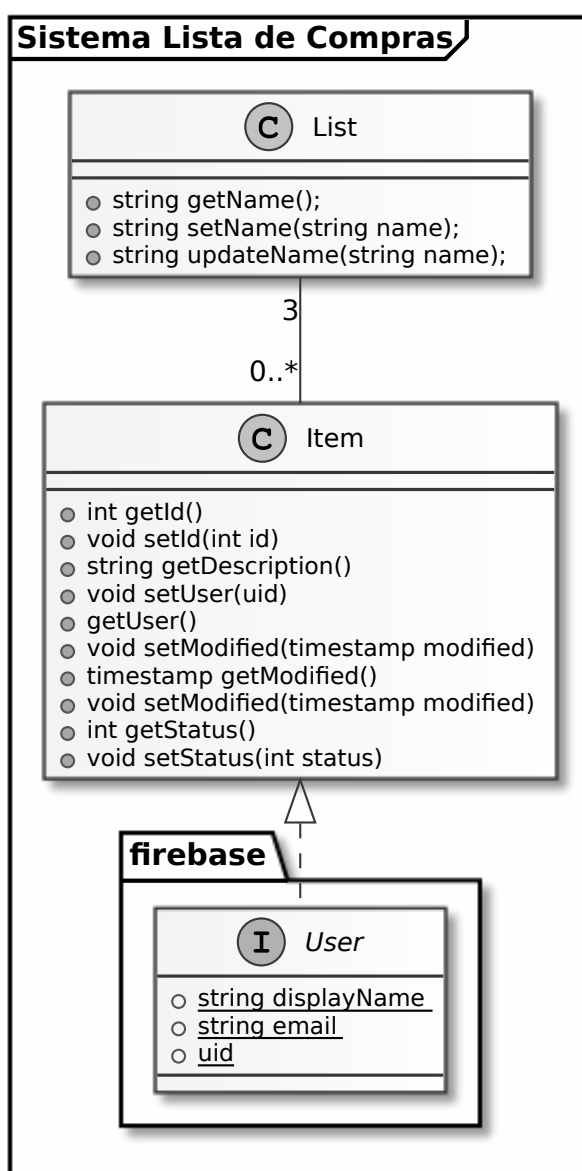 Sistema Lista de Compras
C List
string getName();
string setName(string name);
string updateName(string name);
3
0..*
C Item
int getId()
void setId(int id)
string getDescription()
void setUser(uid)
getUser()
void setModified(timestamp modified)
timestamp getModified()
void setModified(timestamp modified)
int getStatus()
void setStatus(int status)
firebase
I User
string displayName
string email
uid